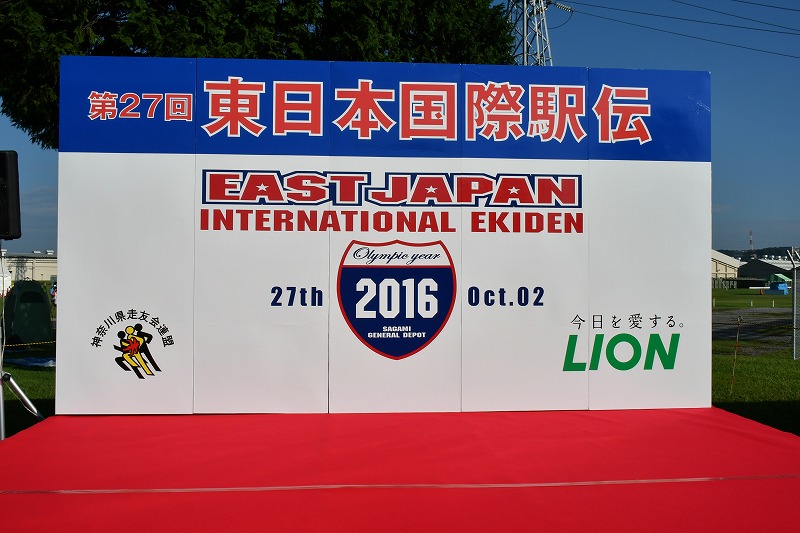 第27回 東日本国際駅伝
EAST JAPAN
INTERNATIONAL EKIDEN
Olympic year
27th 2016 Oct.02
SAGAMI
GENERAL DEPOT
神奈川県走友会連盟
今日を愛する。
LION